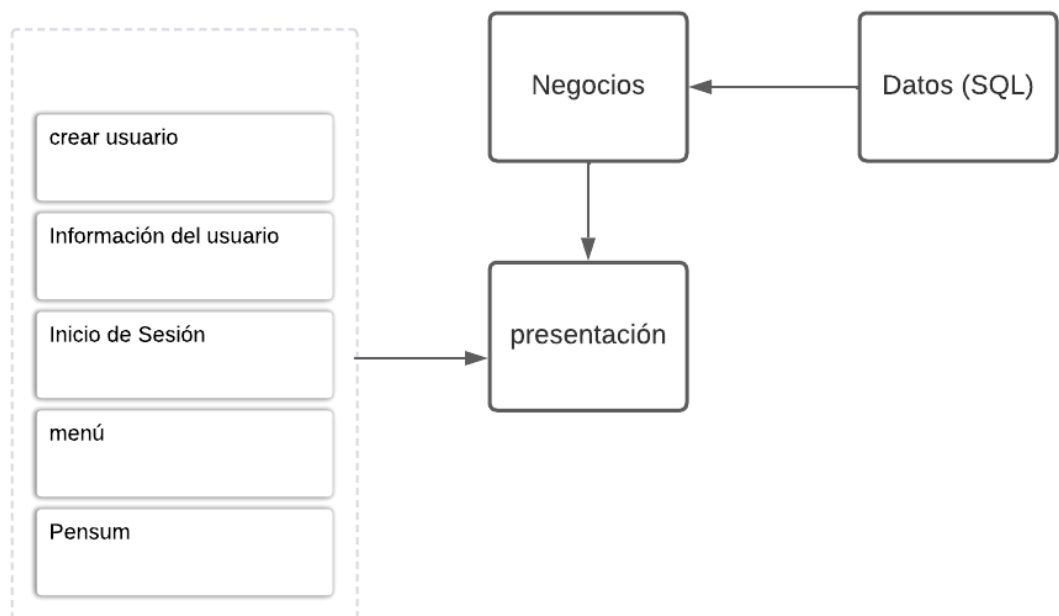 crear usuario
Información del usuario
Inicio de Sesión
menú
Pensum
Negocios
Datos (SQL)
presentación